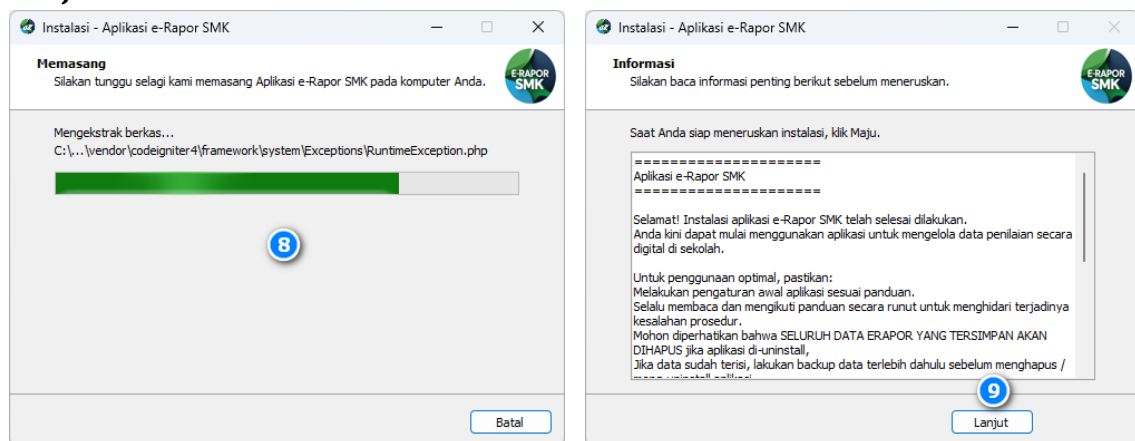 Instalasi - Aplikasi e-Rapor SMK
Memasang
Silakan tunggu selagi kami memasang Aplikasi e-Rapor SMK pada komputer Anda.
E-RAPOR
SMK
Mengekstrak berkas...
C:\...\vendor\codeigniter4\framework\system\Exceptions\RuntimeException.php
8
Batal
Instalasi - Aplikasi e-Rapor SMK
Informasi
Silakan baca informasi penting berikut sebelum meneruskan.
E-RAPOR
SMK
Saat Anda siap meneruskan instalasi, klik Maju.
=====================
Aplikasi e-Rapor SMK
=====================
Selamat! Instalasi aplikasi e-Rapor SMK telah selesai dilakukan.
Anda kini dapat mulai menggunakan aplikasi untuk mengelola data penilaian secara
digital di sekolah.
Untuk penggunaan optimal, pastikan:
Melakukan pengaturan awal aplikasi sesuai panduan.
Selalu membaca dan mengikuti panduan secara runut untuk menghidari terjadinya
kesalahan prosedur.
Mohon diperhatikan bahwa SELURUH DATA ERAPOR YANG TERSIMPAN AKAN
DIHAPUS jika aplikasi di-uninstall,
Jika data sudah terisi, lakukan backup data terlebih dahulu sebelum menghapus /
9
Lanjut